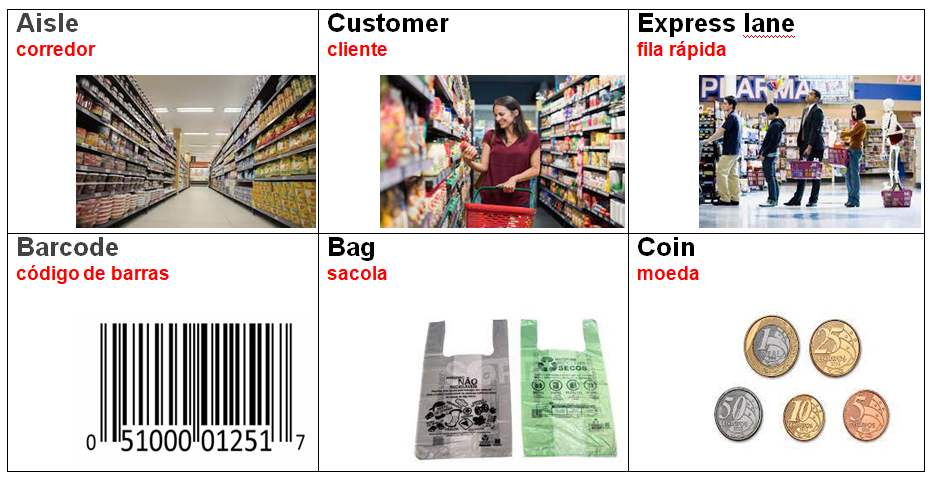 Aisle
corredor
Customer
cliente
Express lane
fila rápida
PHARMA
Barcode
código de barras
0 51000 01251 7
Bag
sacola
NÃO
SECOS
Coin
moeda
1
REAL
25
50
10
5